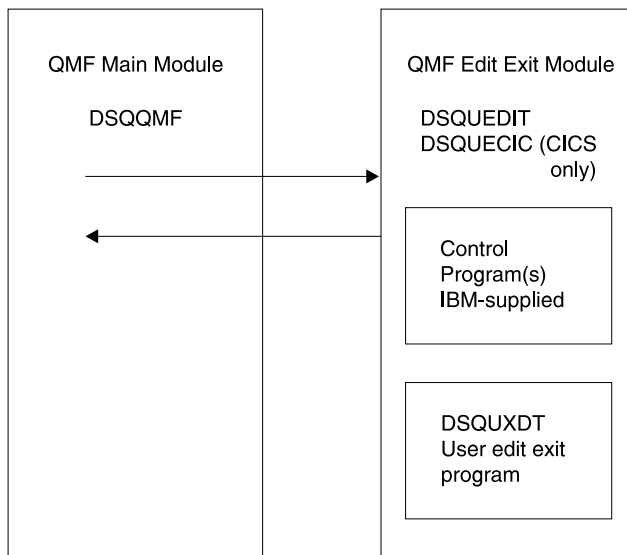 QMF Main Module
DSQQMF
QMF Edit Exit Module
DSQUEDIT
DSQUECIC (CICS
only)
Control
Program(s)
IBM-supplied
DSQUXDT
User edit exit
program